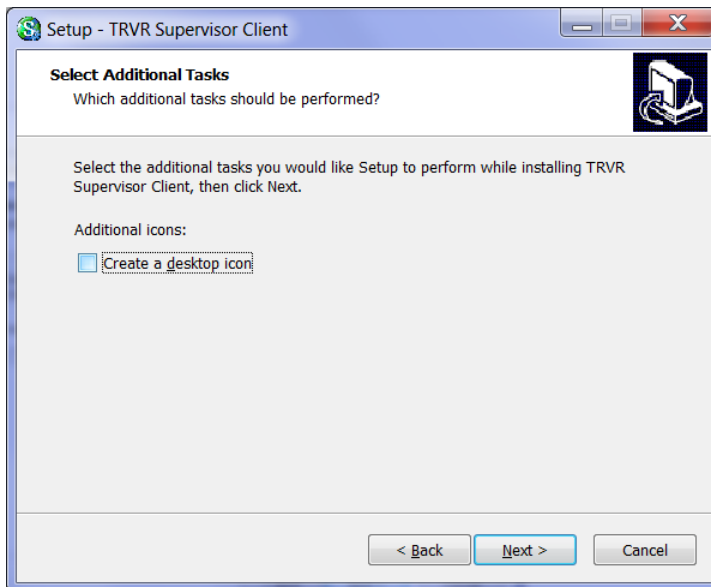 Setup - TRVR Supervisor Client
Select Additional Tasks
Which additional tasks should be performed?
Select the additional tasks you would like Setup to perform while installing TRVR
Supervisor Client, then click Next.
Additional icons:
Create a desktop icon
< Back Next > Cancel